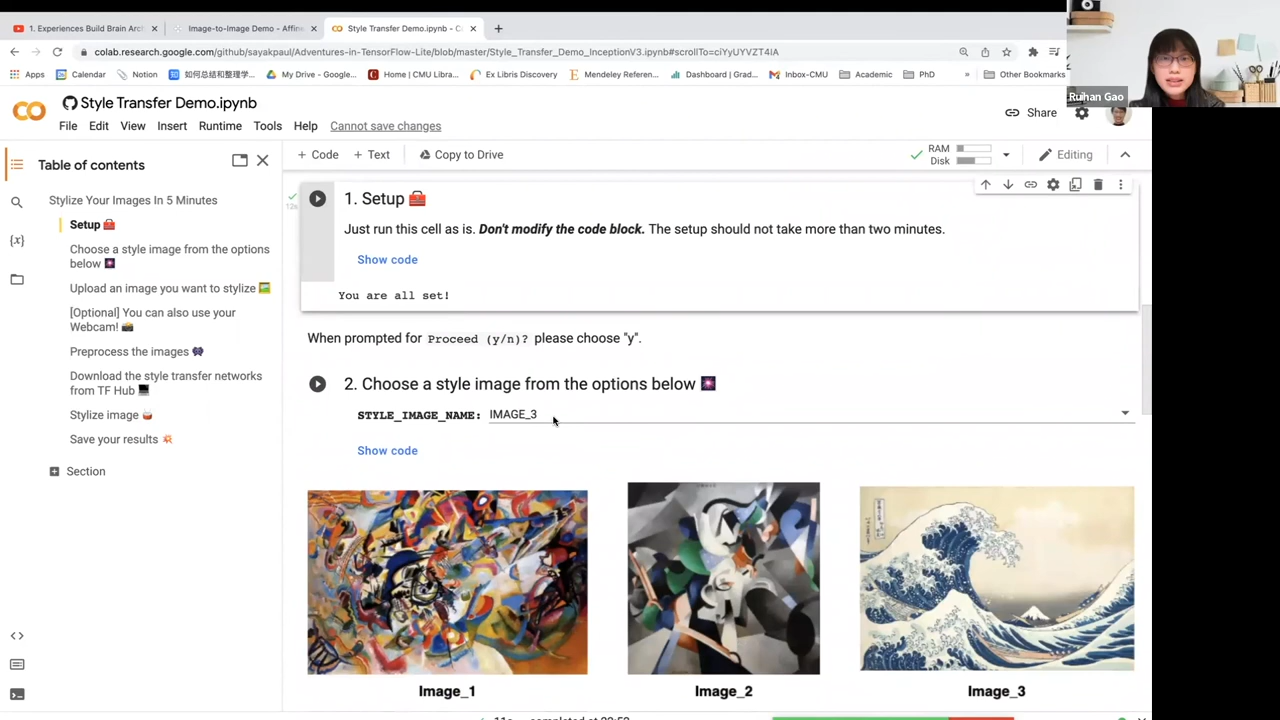 1. Experiences Build Brain Arc
Image-to-Image Demo - Affine
Style Transfer Demo.ipynb - C
colab.research.google.com/github/sayakpaul/Adventures-in-TensorFlow-Lite/blob/master/Style_Transfer_Demo_InceptionV3.ipynb#scrollTo=ciYyUYVZT4IA
Apps
Calendar
Notion
如何总结和整理学...
My Drive - Google...
Home | CMU Library...
Ex Libris Discovery
Mendeley Referen...
Dashboard | Grad...
Inbox-CMU
Academic
PhD
»
Other Bookmarks
Ruihan Gao
Style Transfer Demo.ipynb
File Edit View Insert Runtime Tools Help Cannot save changes
Share
Table of contents
+ Code + Text Copy to Drive
RAM
Disk
Editing
Stylize Your Images In 5 Minutes
Setup
Choose a style image from the options
below
Upload an image you want to stylize
[Optional] You can also use your
Webcam!
Preprocess the images
Download the style transfer networks
from TF Hub
Stylize image
Save your results
Section
{x}
12s
1. Setup
Just run this cell as is. Don't modify the code block. The setup should not take more than two minutes.
Show code
You are all set!
When prompted for Proceed (y/n)? please choose "y".
2. Choose a style image from the options below
STYLE_IMAGE_NAME: IMAGE_3
Show code
Image_1
Image_2
Image_3